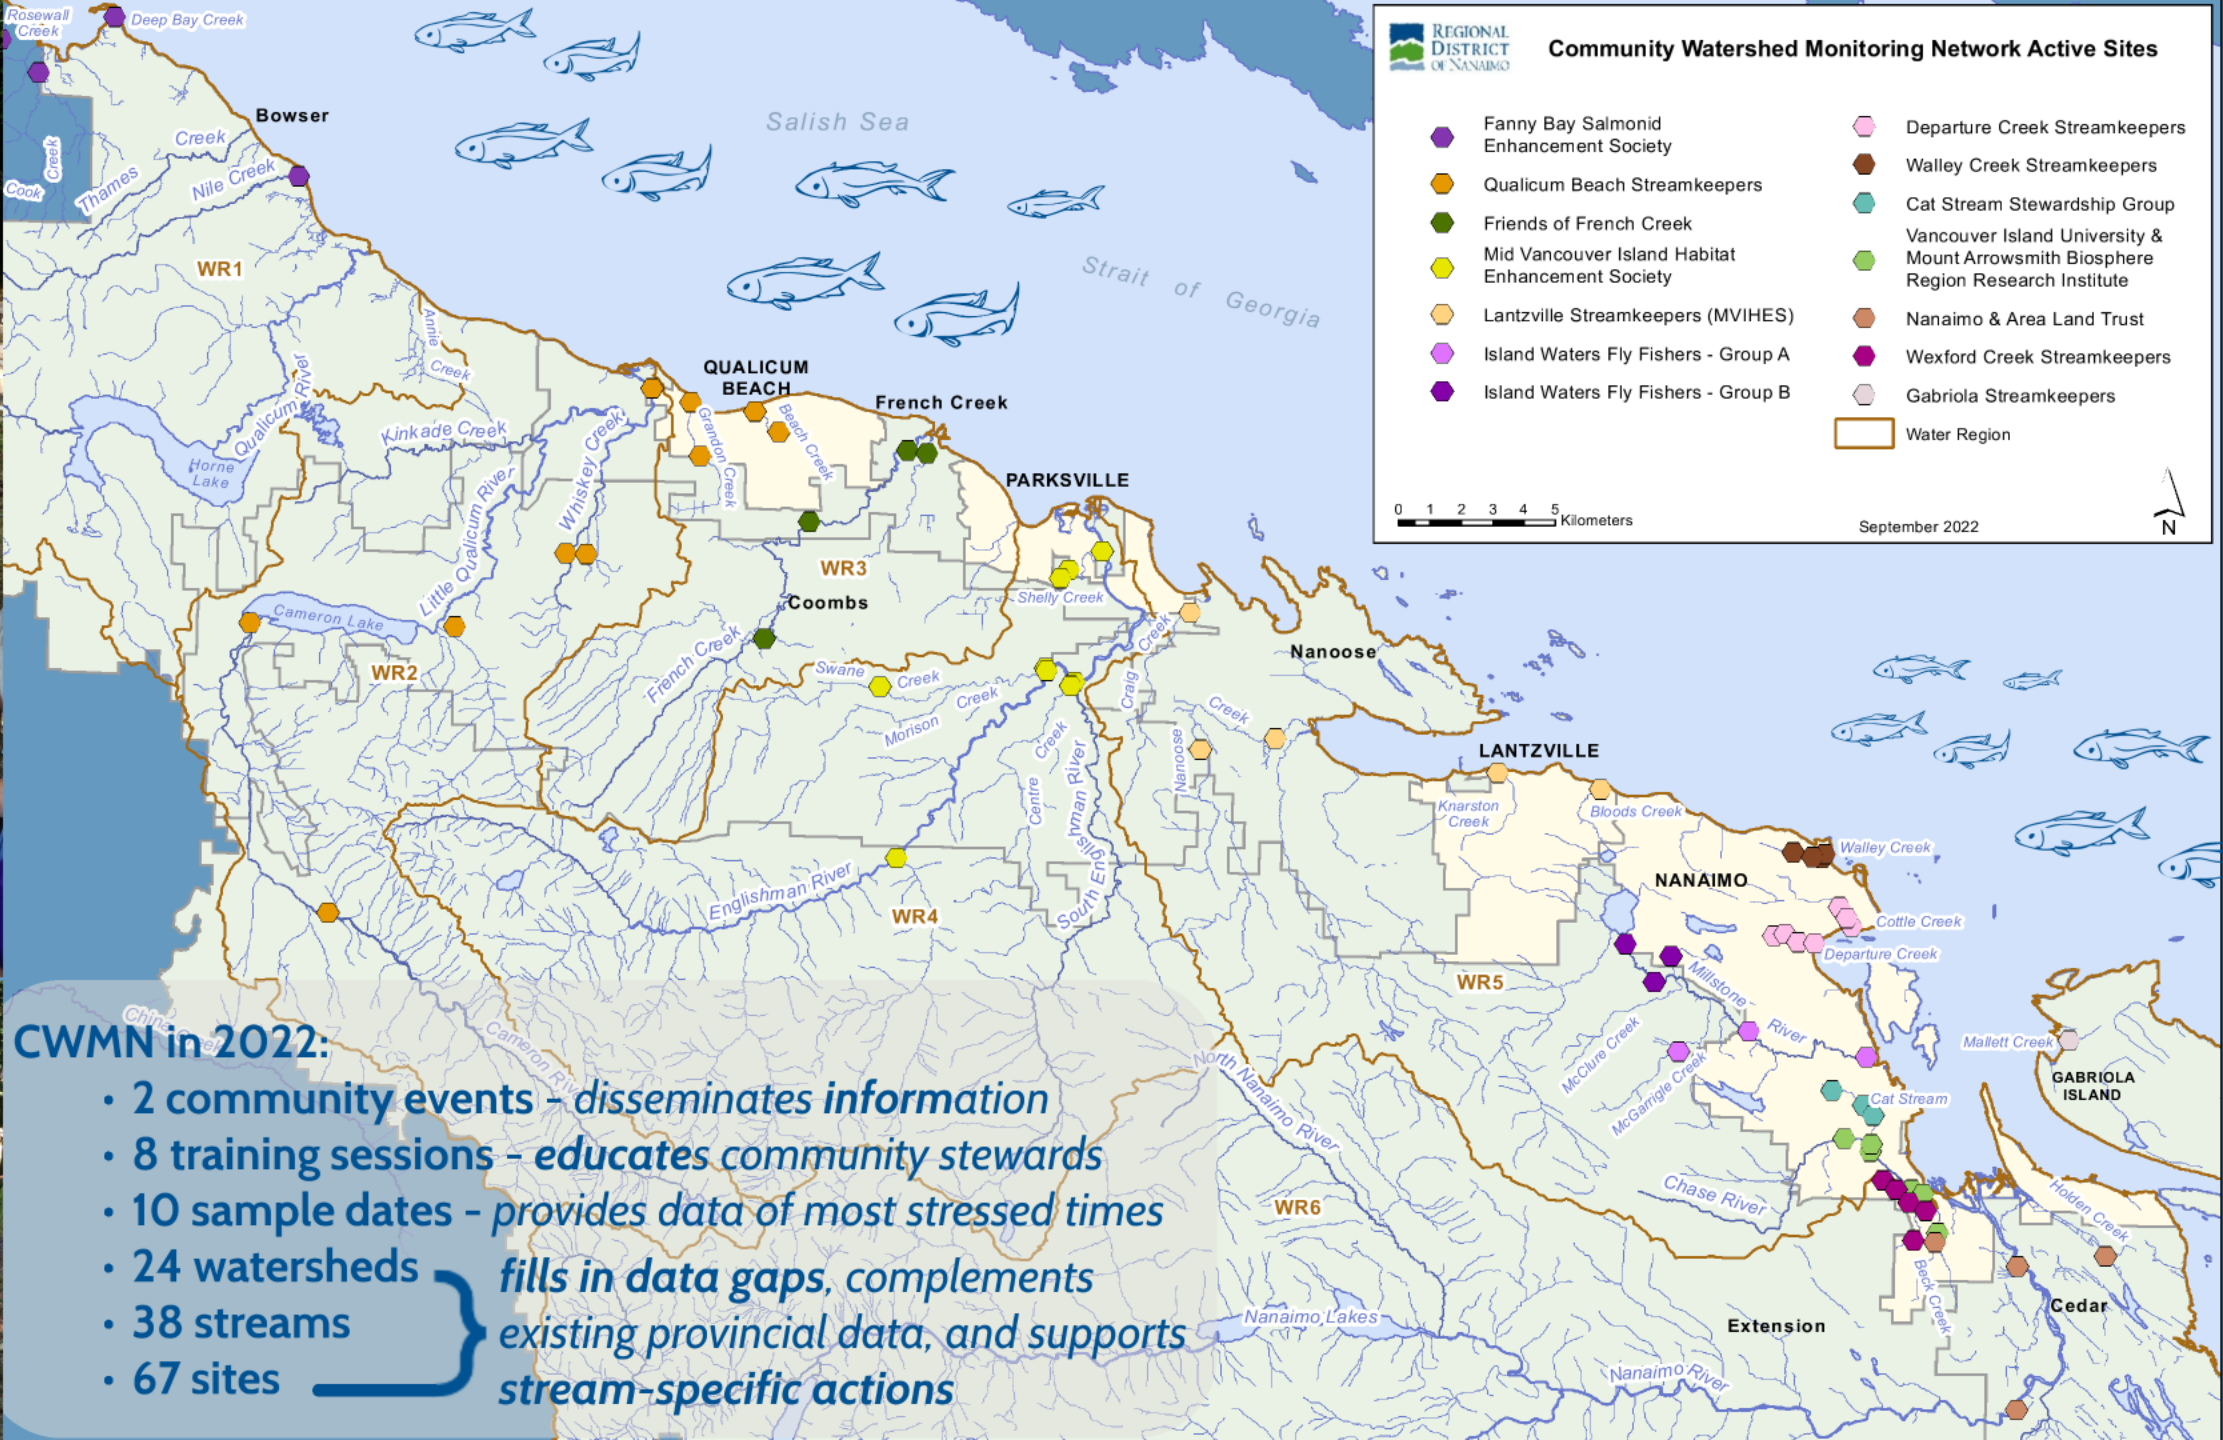 Rosewall
Creek
Deep Bay Creek
Bowser
Creek
Thames
Nile Creek
Creek
Cook
WR1
Salish Sea
Strait of Georgia
Annie
Creek
Qualicum River
Horne
Lake
Kinkade Creek
Little Qualicum River
Whiskey Creek
QUALICUM
BEACH
Grandon Creek
Beach Creek
French Creek
PARKSVILLE
WR3
Coombs
Shelly Creek
Cameron Lake
WR2
French Creek
Swane Creek
Morison Creek
Craig Creek
Nanoose
Nanoose Creek
Centre Creek
South Englishman River
Englishman River
WR4
LANTZVILLE
Knarston
Creek
Bloods Creek
Walley Creek
NANAIMO
Cottle Creek
Departure Creek
WR5
Millstone River
McClure Creek
McGarrigle Creek
Mallett Creek
GABRIOLA
ISLAND
Cat Stream
Chase River
North Nanaimo River
WR6
Holden Creek
Beck Creek
Cedar
Extension
Nanaimo Lakes
Nanaimo River
China Creek
Cameron River
REGIONAL
DISTRICT
OF NANAIMO
Community Watershed Monitoring Network Active Sites
Fanny Bay Salmonid
Enhancement Society
Qualicum Beach Streamkeepers
Friends of French Creek
Mid Vancouver Island Habitat
Enhancement Society
Lantzville Streamkeepers (MVIHES)
Island Waters Fly Fishers - Group A
Island Waters Fly Fishers - Group B
Departure Creek Streamkeepers
Walley Creek Streamkeepers
Cat Stream Stewardship Group
Vancouver Island University &
Mount Arrowsmith Biosphere
Region Research Institute
Nanaimo & Area Land Trust
Wexford Creek Streamkeepers
Gabriola Streamkeepers
Water Region
0 1 2 3 4 5
Kilometers
September 2022
N
CWMN in 2022:
• 2 community events - disseminates information
• 8 training sessions - educates community stewards
• 10 sample dates - provides data of most stressed times
• 24 watersheds
• 38 streams
• 67 sites
fills in data gaps, complements
existing provincial data, and supports
stream-specific actions